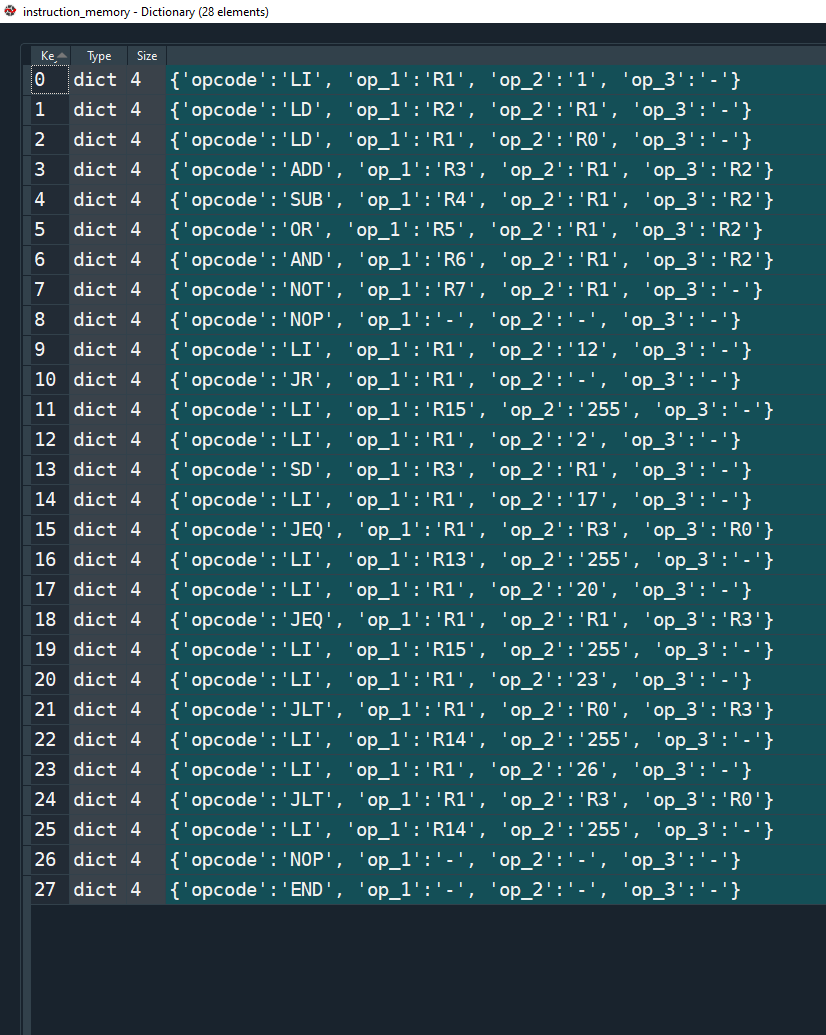 instruction_memory - Dictionary (28 elements)
Ke Type Size
0 dict 4 {'opcode':'LI', 'op_1':'R1', 'op_2':'1', 'op_3':'-'}
1 dict 4 {'opcode':'LD', 'op_1':'R2', 'op_2':'R1', 'op_3':'-'}
2 dict 4 {'opcode':'LD', 'op_1':'R1', 'op_2':'R0', 'op_3':'-'}
3 dict 4 {'opcode':'ADD', 'op_1':'R3', 'op_2':'R1', 'op_3':'R2'}
4 dict 4 {'opcode':'SUB', 'op_1':'R4', 'op_2':'R1', 'op_3':'R2'}
5 dict 4 {'opcode':'OR', 'op_1':'R5', 'op_2':'R1', 'op_3':'R2'}
6 dict 4 {'opcode':'AND', 'op_1':'R6', 'op_2':'R1', 'op_3':'R2'}
7 dict 4 {'opcode':'NOT', 'op_1':'R7', 'op_2':'R1', 'op_3':'-'}
8 dict 4 {'opcode':'NOP', 'op_1':'-', 'op_2':'-', 'op_3':'-'}
9 dict 4 {'opcode':'LI', 'op_1':'R1', 'op_2':'12', 'op_3':'-'}
10 dict 4 {'opcode':'JR', 'op_1':'R1', 'op_2':'-', 'op_3':'-'}
11 dict 4 {'opcode':'LI', 'op_1':'R15', 'op_2':'255', 'op_3':'-'}
12 dict 4 {'opcode':'LI', 'op_1':'R1', 'op_2':'2', 'op_3':'-'}
13 dict 4 {'opcode':'SD', 'op_1':'R3', 'op_2':'R1', 'op_3':'-'}
14 dict 4 {'opcode':'LI', 'op_1':'R1', 'op_2':'17', 'op_3':'-'}
15 dict 4 {'opcode':'JEQ', 'op_1':'R1', 'op_2':'R3', 'op_3':'R0'}
16 dict 4 {'opcode':'LI', 'op_1':'R13', 'op_2':'255', 'op_3':'-'}
17 dict 4 {'opcode':'LI', 'op_1':'R1', 'op_2':'20', 'op_3':'-'}
18 dict 4 {'opcode':'JEQ', 'op_1':'R1', 'op_2':'R1', 'op_3':'R3'}
19 dict 4 {'opcode':'LI', 'op_1':'R15', 'op_2':'255', 'op_3':'-'}
20 dict 4 {'opcode':'LI', 'op_1':'R1', 'op_2':'23', 'op_3':'-'}
21 dict 4 {'opcode':'JLT', 'op_1':'R1', 'op_2':'R0', 'op_3':'R3'}
22 dict 4 {'opcode':'LI', 'op_1':'R14', 'op_2':'255', 'op_3':'-'}
23 dict 4 {'opcode':'LI', 'op_1':'R1', 'op_2':'26', 'op_3':'-'}
24 dict 4 {'opcode':'JLT', 'op_1':'R1', 'op_2':'R3', 'op_3':'R0'}
25 dict 4 {'opcode':'LI', 'op_1':'R14', 'op_2':'255', 'op_3':'-'}
26 dict 4 {'opcode':'NOP', 'op_1':'-', 'op_2':'-', 'op_3':'-'}
27 dict 4 {'opcode':'END', 'op_1':'-', 'op_2':'-', 'op_3':'-'}